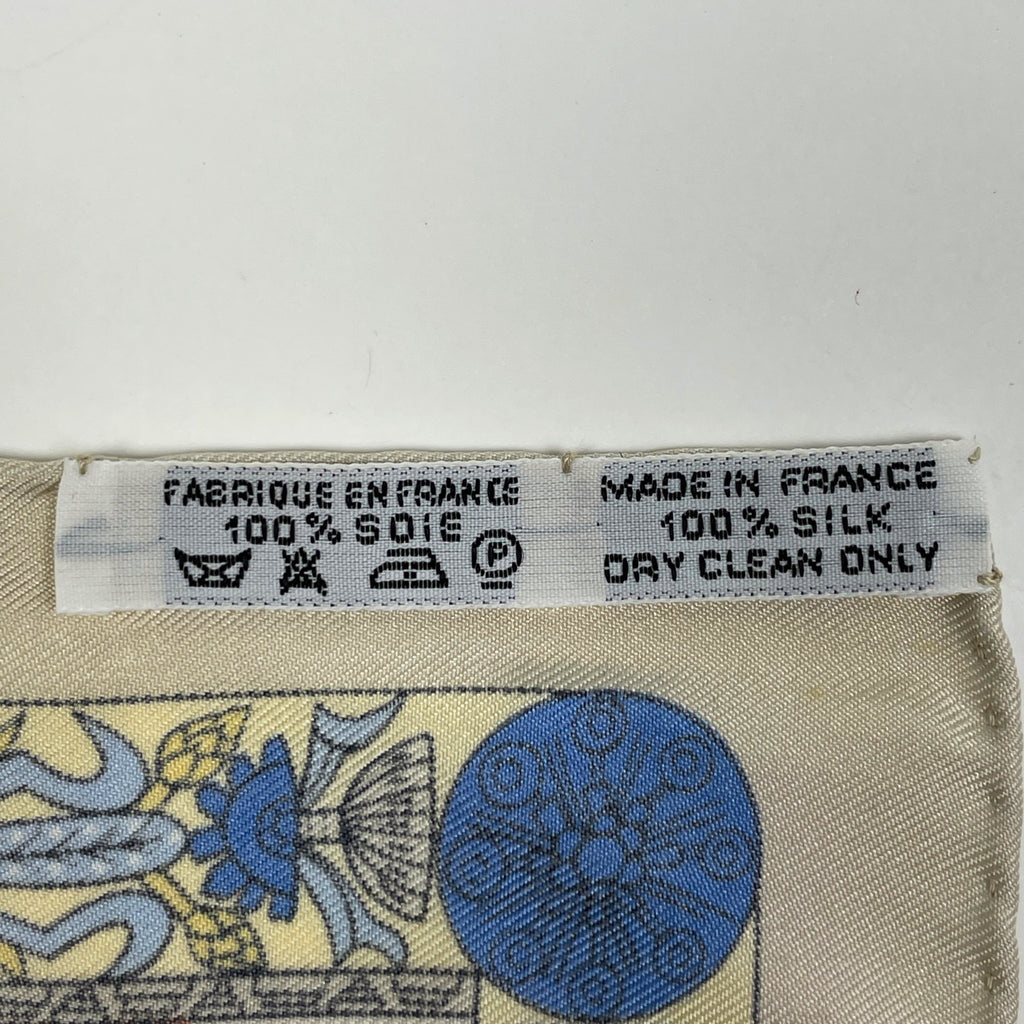 FABRIQUE EN FRANCE
100% SOIE
P
MADE IN FRANCE
100% SILK
DRY CLEAN ONLY